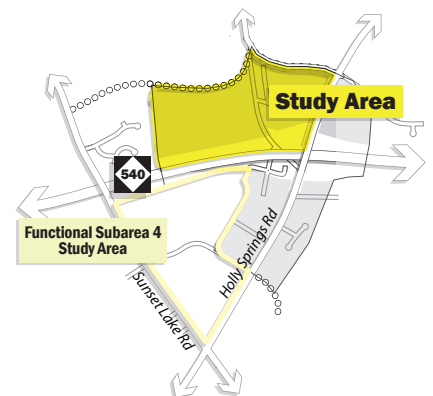 Study Area
540
Functional Subarea 4
Study Area
Holly Springs Rd
Sunset Lake Rd